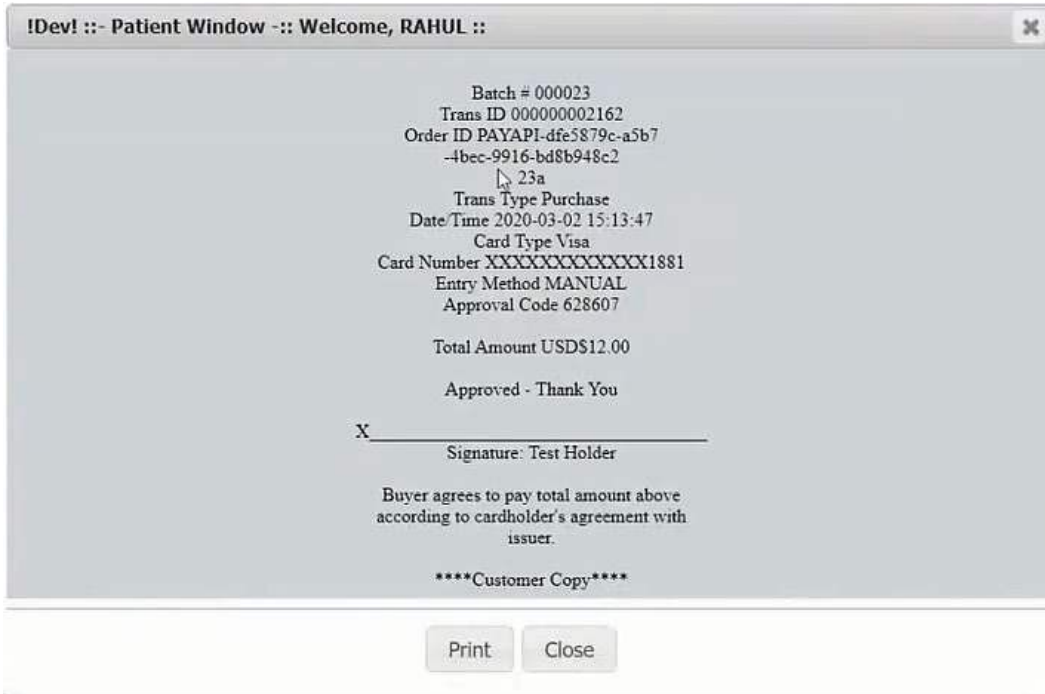 !Dev! ::- Patient Window -:: Welcome, RAHUL ::
Batch # 000023
Trans ID 000000002162
Order ID PAYAPI-dfe5879c-a5b7
-4bec-9916-bd8b948c2
23a
Trans Type Purchase
Date/Time 2020-03-02 15:13:47
Card Type Visa
Card Number XXXXXXXXXXXX1881
Entry Method MANUAL
Approval Code 628607
Total Amount USD$12.00
Approved - Thank You
X
Signature: Test Holder
Buyer agrees to pay total amount above
according to cardholder's agreement with
issuer.
****Customer Copy****
Print Close